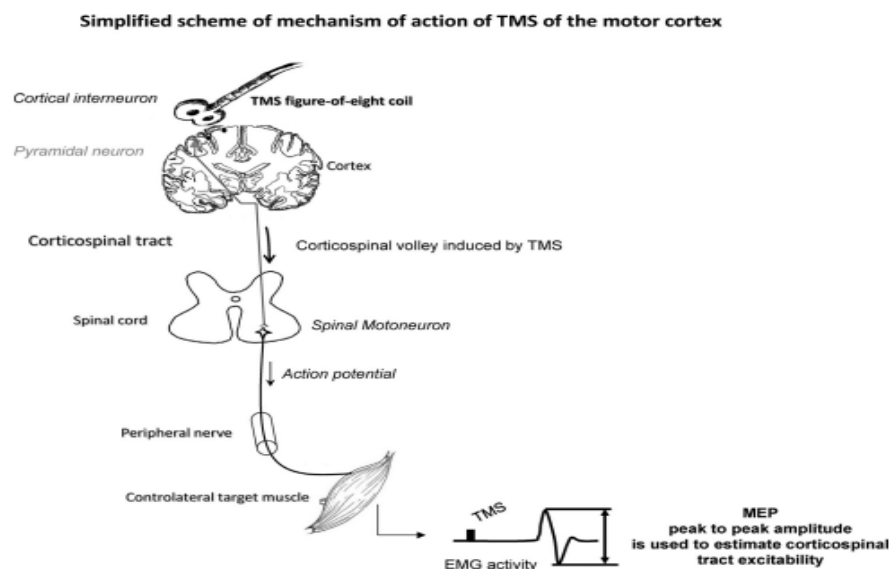 Simplified scheme of mechanism of action of TMS of the motor cortex
Cortical interneuron
TMS figure-of-eight coil
Pyramidal neuron
Cortex
Corticospinal tract
Corticospinal volley induced by TMS
Spinal cord
Spinal Motoneuron
Action potential
Peripheral nerve
Controlateral target muscle
TMS
EMG activity
MEP
peak to peak amplitude
is used to estimate corticospinal
tract excitability